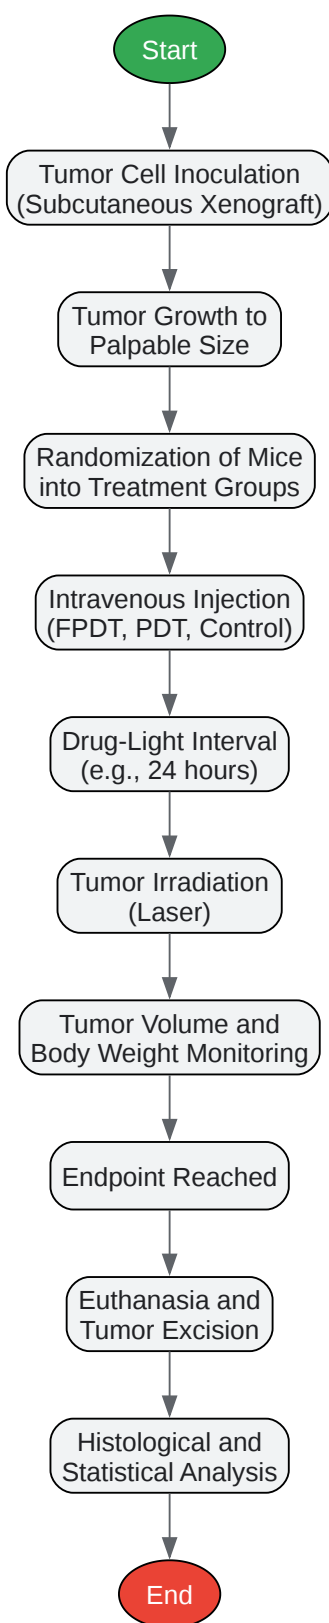 Start
Tumor Cell Inoculation
(Subcutaneous Xenograft)
Tumor Growth to
Palpable Size
Randomization of Mice
into Treatment Groups
Intravenous Injection
(FPDT, PDT, Control)
Drug-Light Interval
(e.g., 24 hours)
Tumor Irradiation
(Laser)
Tumor Volume and
Body Weight Monitoring
Endpoint Reached
Euthanasia and
Tumor Excision
Histological and
Statistical Analysis
End